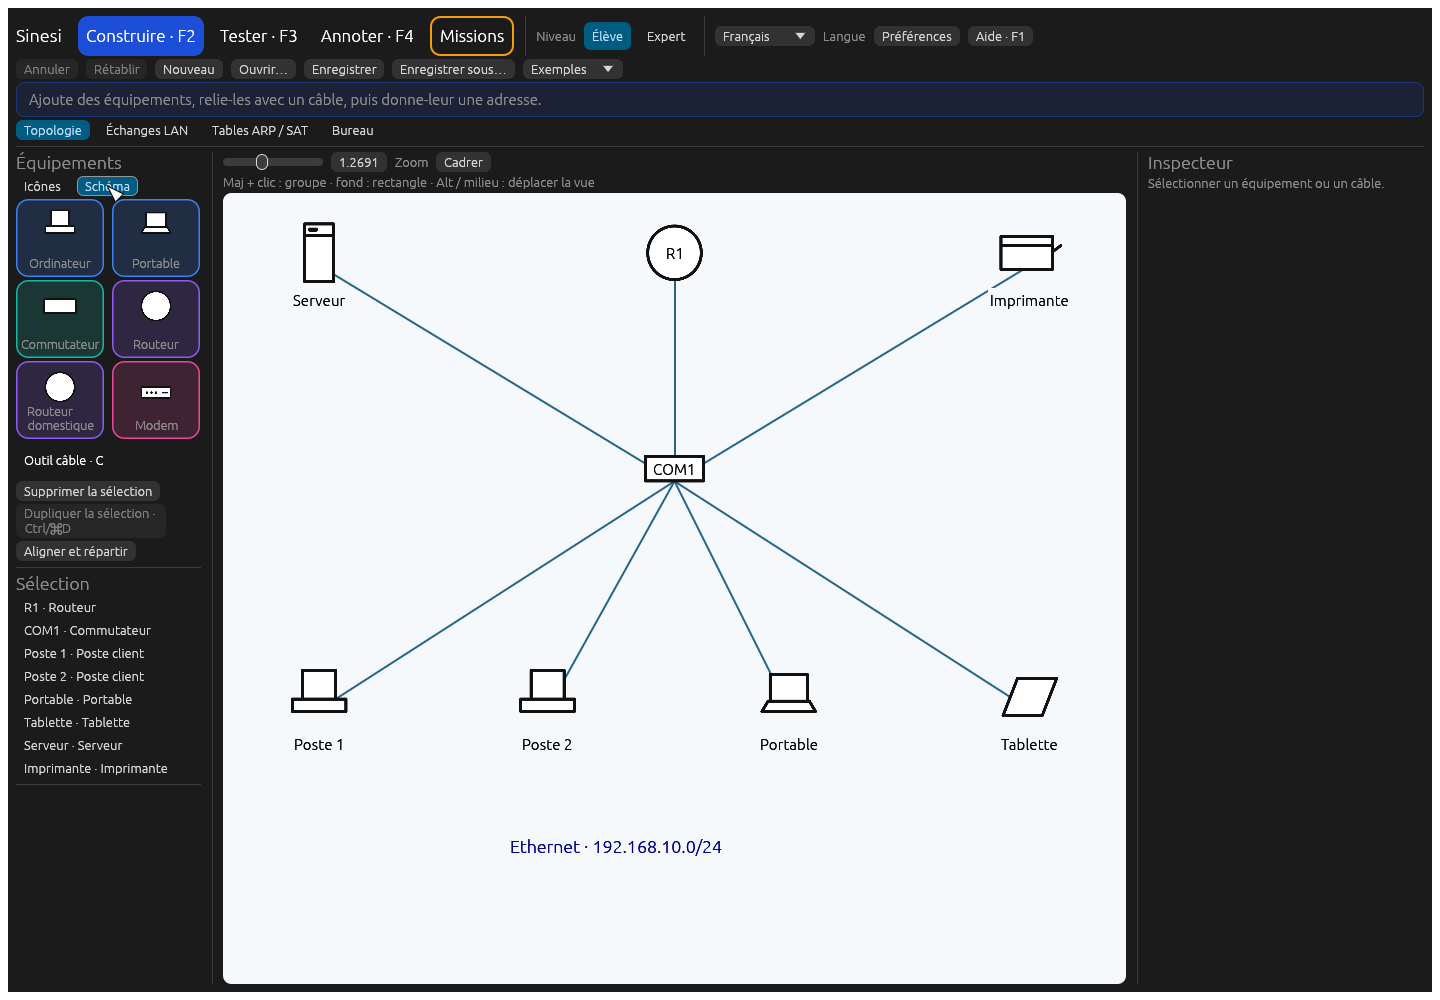 Sinesi Construire · F2 Tester · F3 Annoter · F4 Missions Niveau Élève Expert Français Langue Préférences Aide · F1
Annuler Rétablir Nouveau Ouvrir… Enregistrer Enregistrer sous… Exemples
Ajoute des équipements, relie-les avec un câble, puis donne-leur une adresse.
Topologie Échanges LAN Tables ARP / SAT Bureau
Équipements
Icônes Schéma
Ordinateur Portable
Commutateur Routeur
Routeur
domestique Modem
Outil câble · C
Supprimer la sélection
Dupliquer la sélection ·
Ctrl/⌘D
Aligner et répartir
Sélection
R1 · Routeur
COM1 · Commutateur
Poste 1 · Poste client
Poste 2 · Poste client
Portable · Portable
Tablette · Tablette
Serveur · Serveur
Imprimante · Imprimante
1.2691 Zoom Cadrer
Maj + clic : groupe · fond : rectangle · Alt / milieu : déplacer la vue
R1
Serveur Imprimante
COM1
Poste 1 Poste 2 Portable Tablette
Ethernet · 192.168.10.0/24
Inspecteur
Sélectionner un équipement ou un câble.